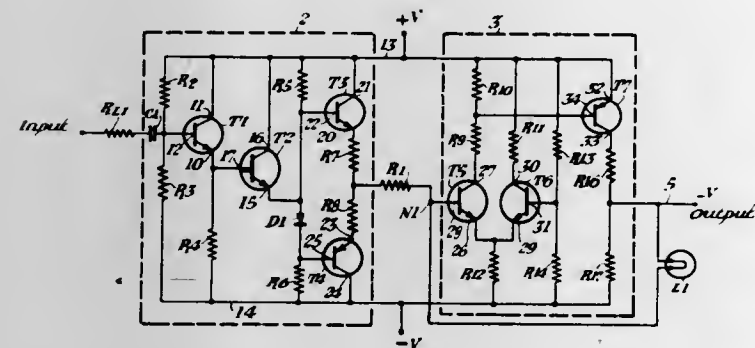 2
+V
3
13
R2
R5
T3
21
R10
32
T7
34
RL1
C1
11
T1
22
20
33
Input
16
T2
R7
R9
R11
R13
R16
12
10
17
R1
T5
27
30
T6
5
-V
Output
R3
15
R8
N1
D1
23
28
26
29
31
R4
25
T4
24
R6
R12
R14
R17
L1
14
-V